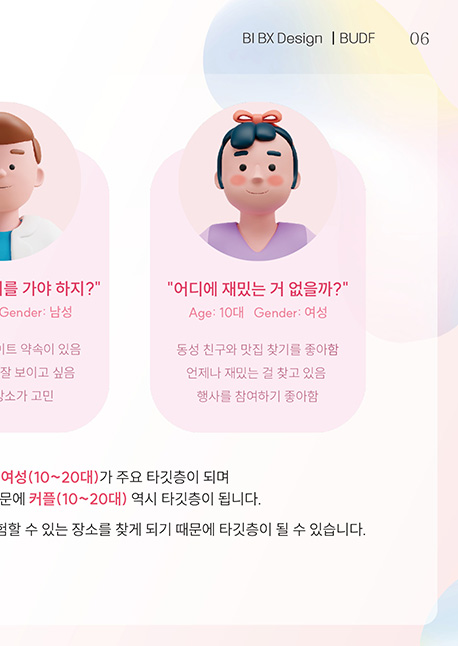 BI BX Design | BUDF 06
를 가야 하지?"
Gender: 남성
이트 약속이 있음
잘 보이고 싶음
장소가 고민
"어디에 재밌는 거 없을까?"
Age: 10대 Gender: 여성
동성 친구와 맛집 찾기를 좋아함
언제나 재밌는 걸 찾고 있음
행사를 참여하기 좋아함
여성(10~20대)가 주요 타깃층이 되며
문에 커플(10~20대) 역시 타깃층이 됩니다.
험할 수 있는 장소를 찾게 되기 때문에 타깃층이 될 수 있습니다.